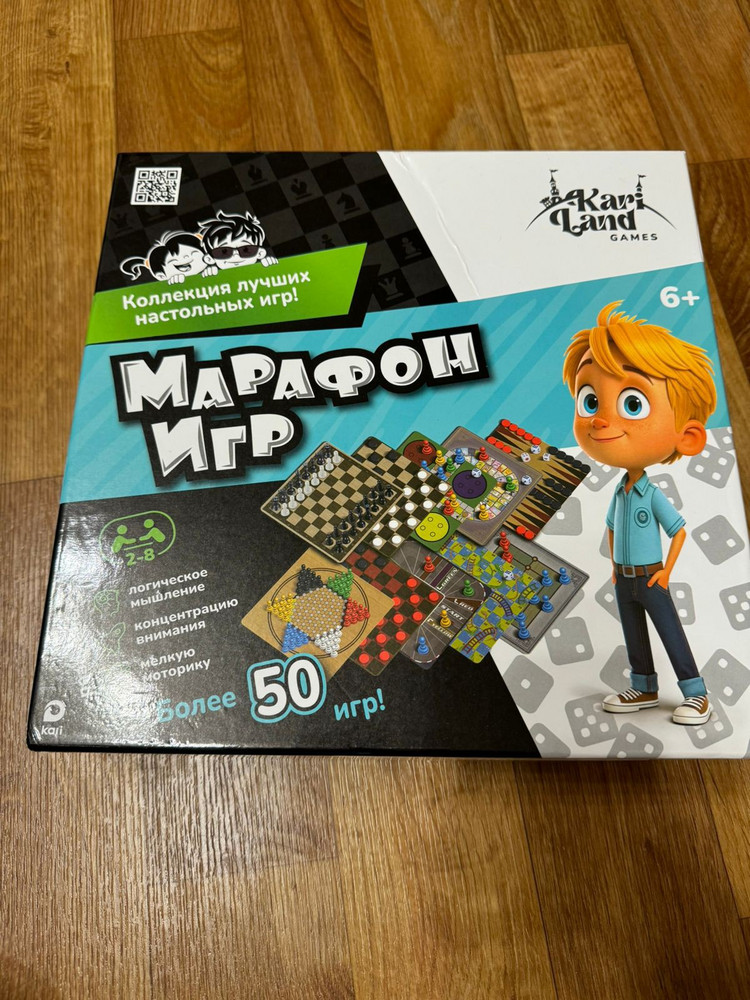 Kari
Land
GAMES
Коллекция лучших
настольных игр!
6+
МАРАФОН
ИГР
2-8
логическое
мышление
концентрацию
внимания
мелкую
моторику
Более 50 игр!
kari
START